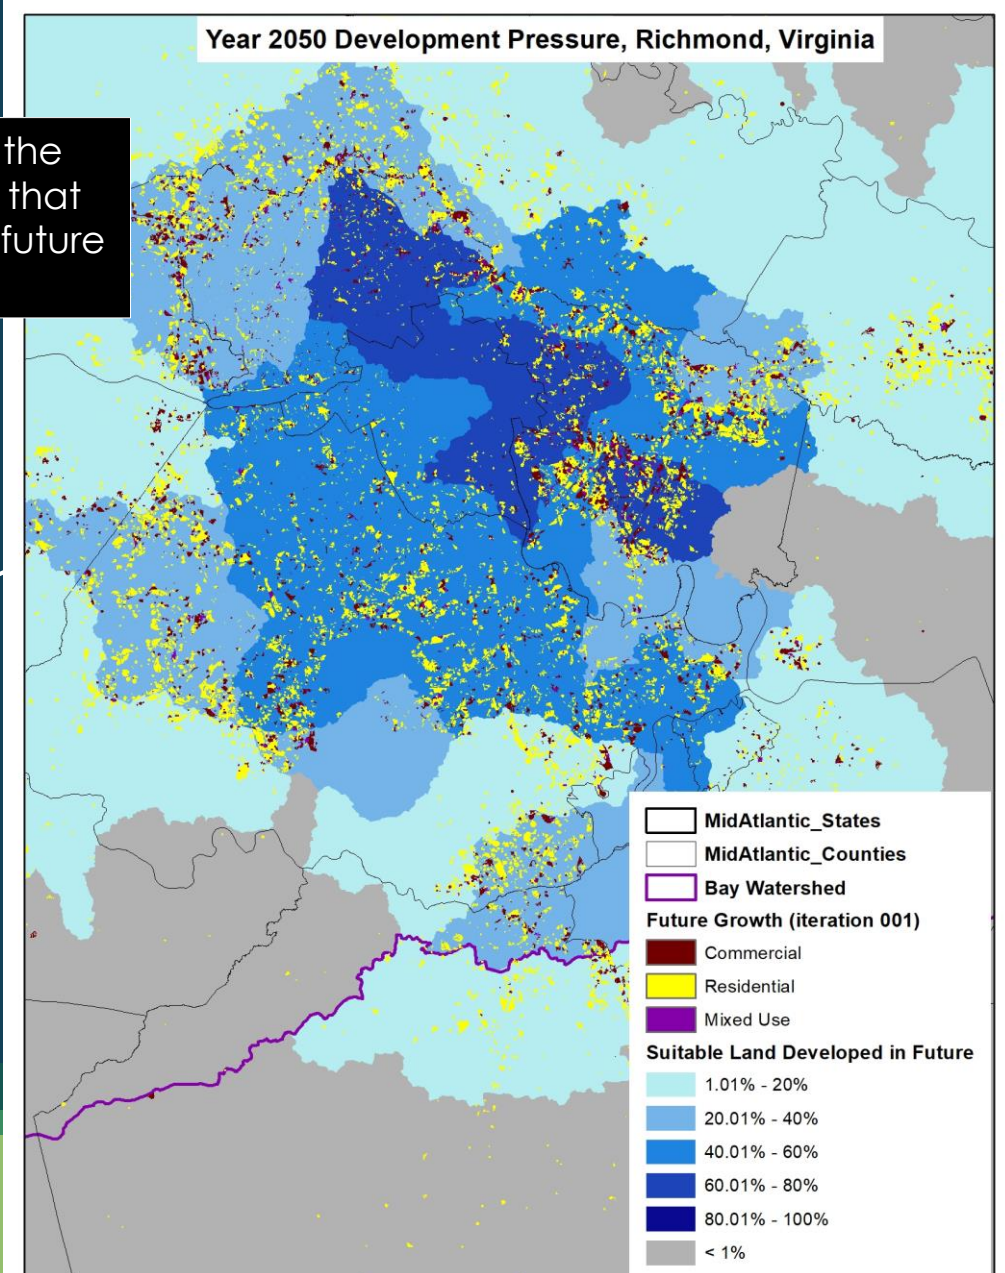 Year 2050 Development Pressure, Richmond, Virginia
the
that
future
MidAtlantic_States
MidAtlantic_Counties
Bay Watershed
Future Growth (iteration 001)
Commercial
Residential
Mixed Use
Suitable Land Developed in Future
1.01% - 20%
20.01% - 40%
40.01% - 60%
60.01% - 80%
80.01% - 100%
< 1%